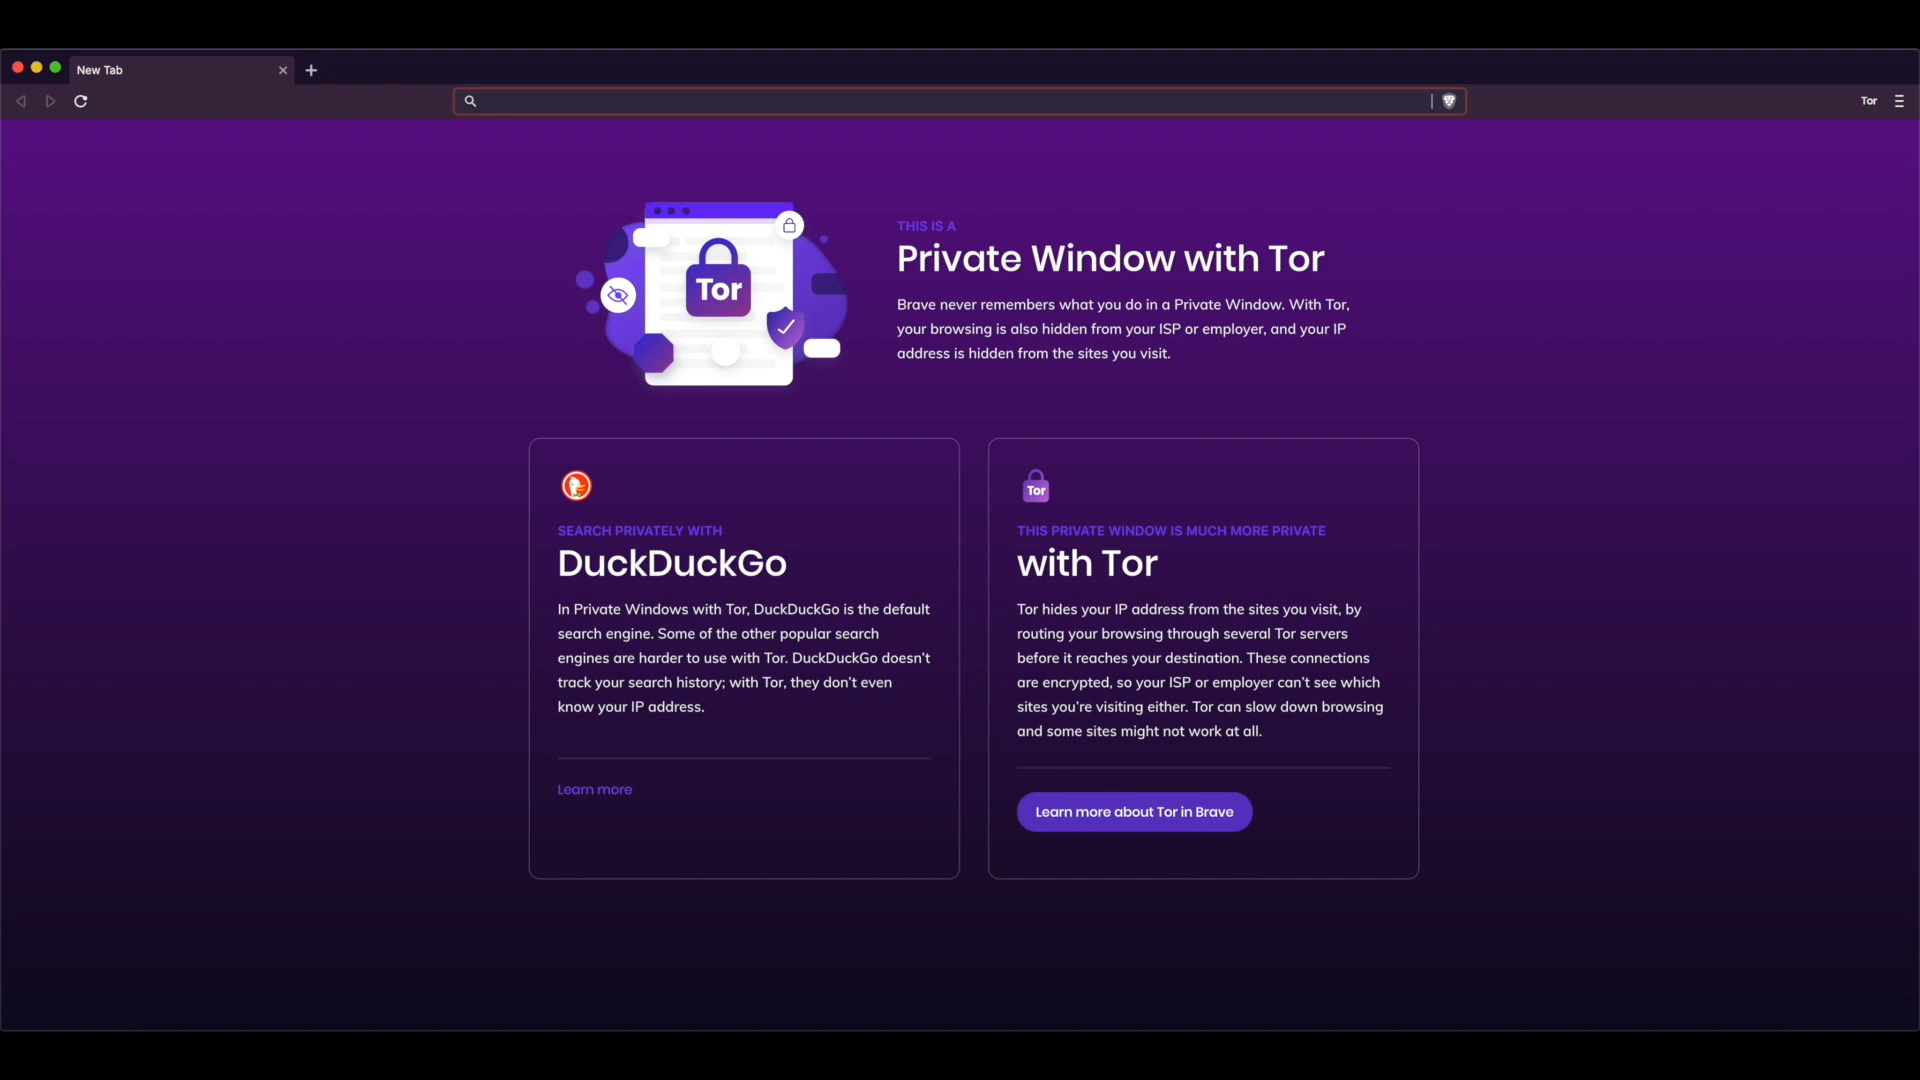 New Tab
Tor
THIS IS A
Private Window with Tor
Brave never remembers what you do in a Private Window. With Tor,
your browsing is also hidden from your ISP or employer, and your IP
address is hidden from the sites you visit.
Tor
SEARCH PRIVATELY WITH
DuckDuckGo
In Private Windows with Tor, DuckDuckGo is the default
search engine. Some of the other popular search
engines are harder to use with Tor. DuckDuckGo doesn't
track your search history; with Tor, they don't even
know your IP address.
Learn more
Tor
THIS PRIVATE WINDOW IS MUCH MORE PRIVATE
with Tor
Tor hides your IP address from the sites you visit, by
routing your browsing through several Tor servers
before it reaches your destination. These connections
are encrypted, so your ISP or employer can't see which
sites you're visiting either. Tor can slow down browsing
and some sites might not work at all.
Learn more about Tor in Brave